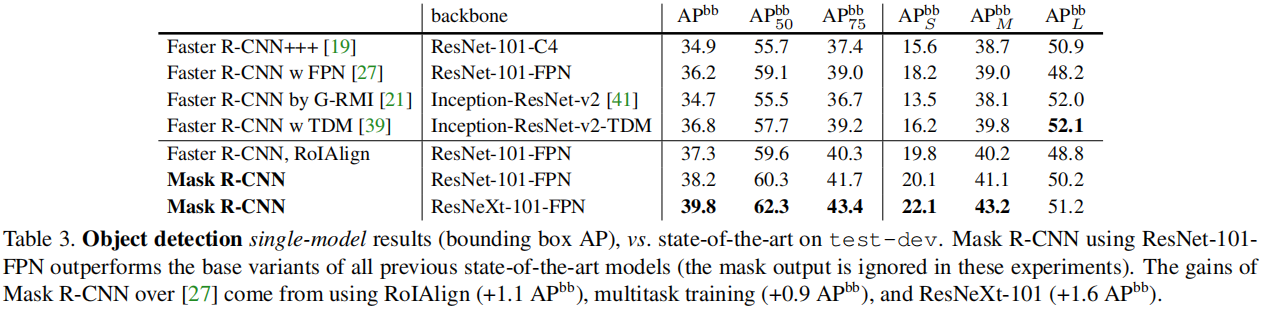 backbone AP^bb AP^bb_50 AP^bb_75 AP^bb_S AP^bb_M AP^bb_L
Faster R-CNN+++ [19] ResNet-101-C4 34.9 55.7 37.4 15.6 38.7 50.9
Faster R-CNN w FPN [27] ResNet-101-FPN 36.2 59.1 39.0 18.2 39.0 48.2
Faster R-CNN by G-RMI [21] Inception-ResNet-v2 [41] 34.7 55.5 36.7 13.5 38.1 52.0
Faster R-CNN w TDM [39] Inception-ResNet-v2-TDM 36.8 57.7 39.2 16.2 39.8 52.1
Faster R-CNN, RoIAlign ResNet-101-FPN 37.3 59.6 40.3 19.8 40.2 48.8
Mask R-CNN ResNet-101-FPN 38.2 60.3 41.7 20.1 41.1 50.2
Mask R-CNN ResNeXt-101-FPN 39.8 62.3 43.4 22.1 43.2 51.2
Table 3. Object detection single-model results (bounding box AP), vs. state-of-the-art on test-dev. Mask R-CNN using ResNet-101-
FPN outperforms the base variants of all previous state-of-the-art models (the mask output is ignored in these experiments). The gains of
Mask R-CNN over [27] come from using RoIAlign (+1.1 AP^bb), multitask training (+0.9 AP^bb), and ResNeXt-101 (+1.6 AP^bb).